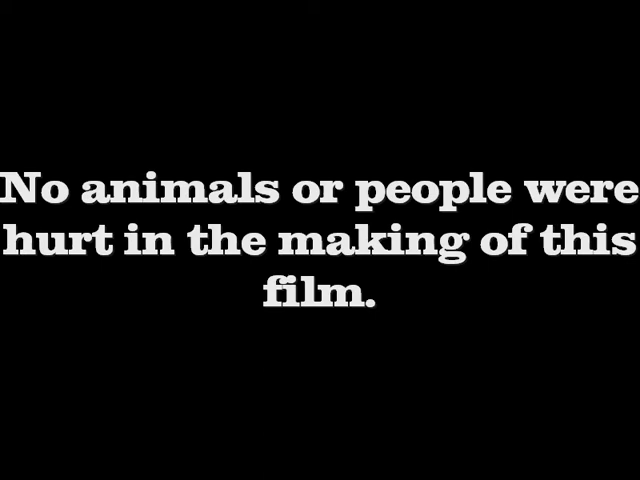 No animals or people were
hurt in the making of this
film.